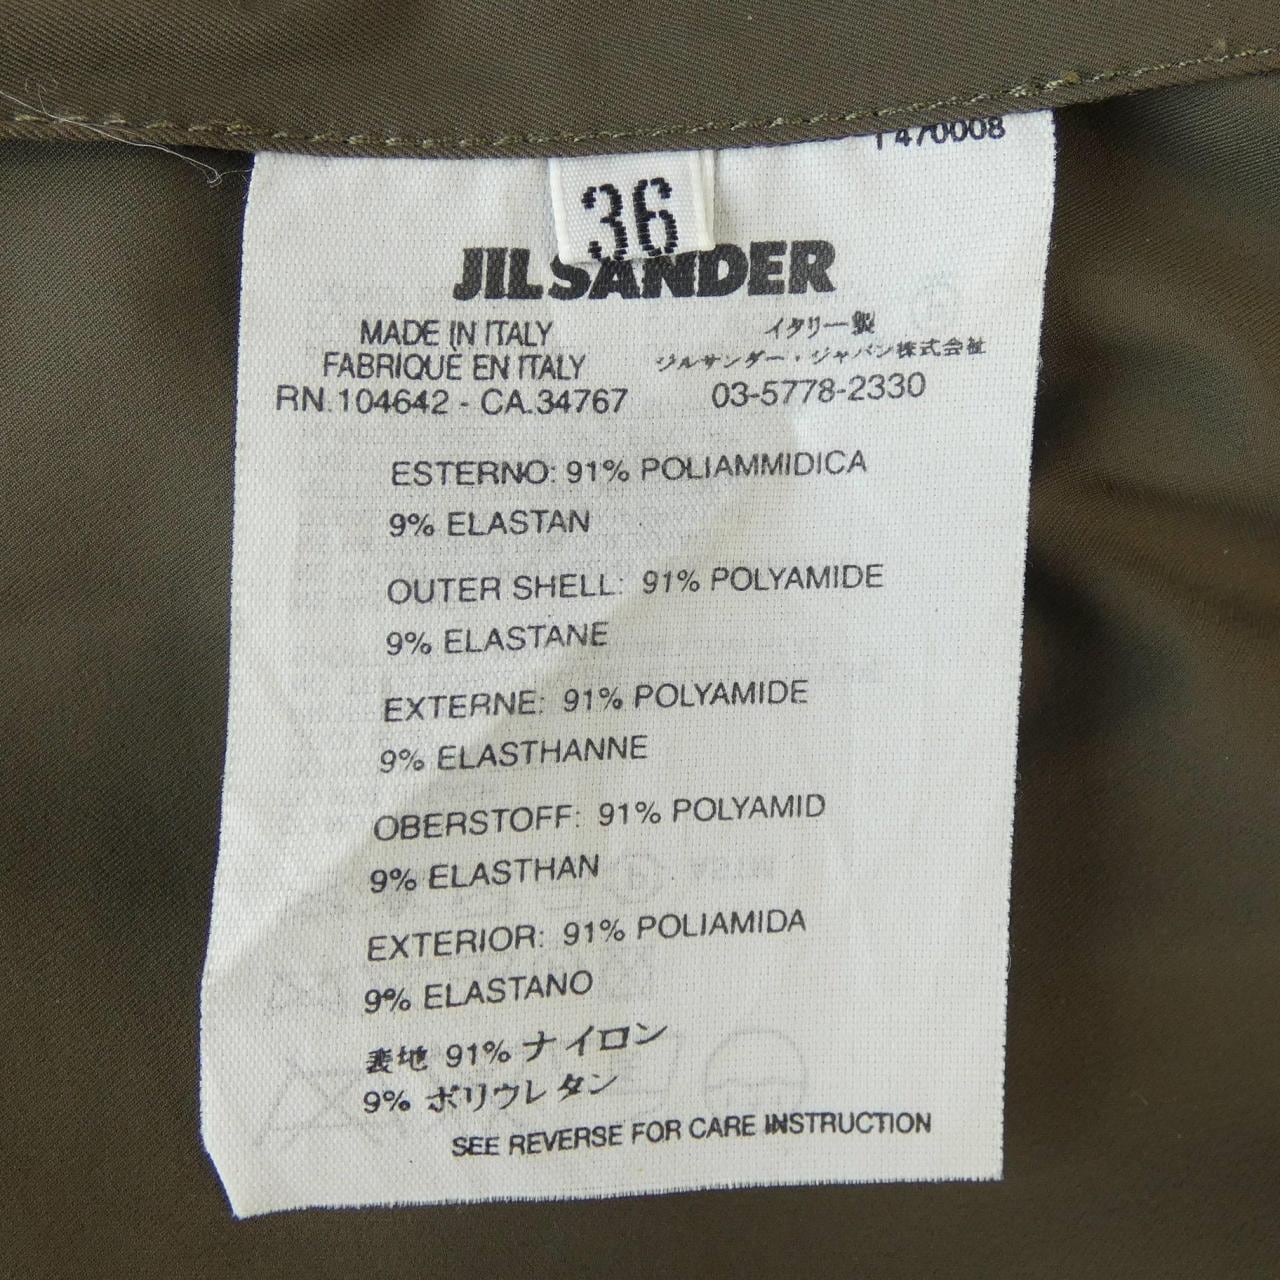 470008
36
JIL SANDER
MADE IN ITALY
FABRIQUÉ EN ITALY
RN.104642 - CA.34767
イタリー製
ジルサンダー・ジャパン株式会社
03-5778-2330
ESTERNO: 91% POLIAMMIDICA
9% ELASTAN
OUTER SHELL: 91% POLYAMIDE
9% ELASTANE
EXTERNE: 91% POLYAMIDE
9% ELASTHANNE
OBERSTOFF: 91% POLYAMID
9% ELASTHAN
EXTERIOR: 91% POLIAMIDA
9% ELASTANO
表地 91% ナイロン
9% ポリウレタン
SEE REVERSE FOR CARE INSTRUCTION